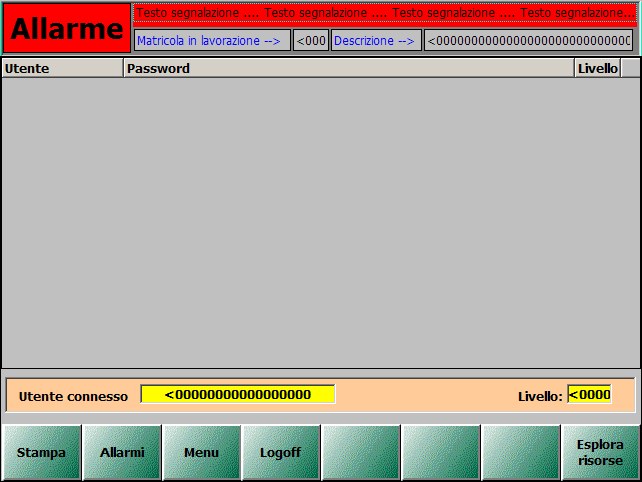 Allarme
Testo segnalazione .... Testo segnalazione .... Testo segnalazione .... Testo segnalazione...
Matricola in lavorazione --> <000 Descrizione --> <00000000000000000000000000000
Utente Password Livello
Utente connesso <00000000000000000 Livello: <0000
Stampa Allarmi Menu Logoff Esplora
risorse